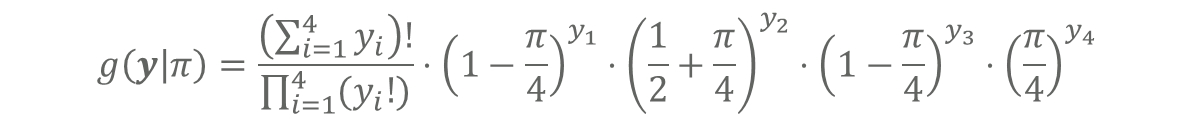 g(y|π) = (∑_{i=1}^{4} y_i)! / ∏_{i=1}^{4}(y_i!) · (1 − π/4)^{y_1} · (1/2 + π/4)^{y_2} · (1 − π/4)^{y_3} · (π/4)^{y_4}